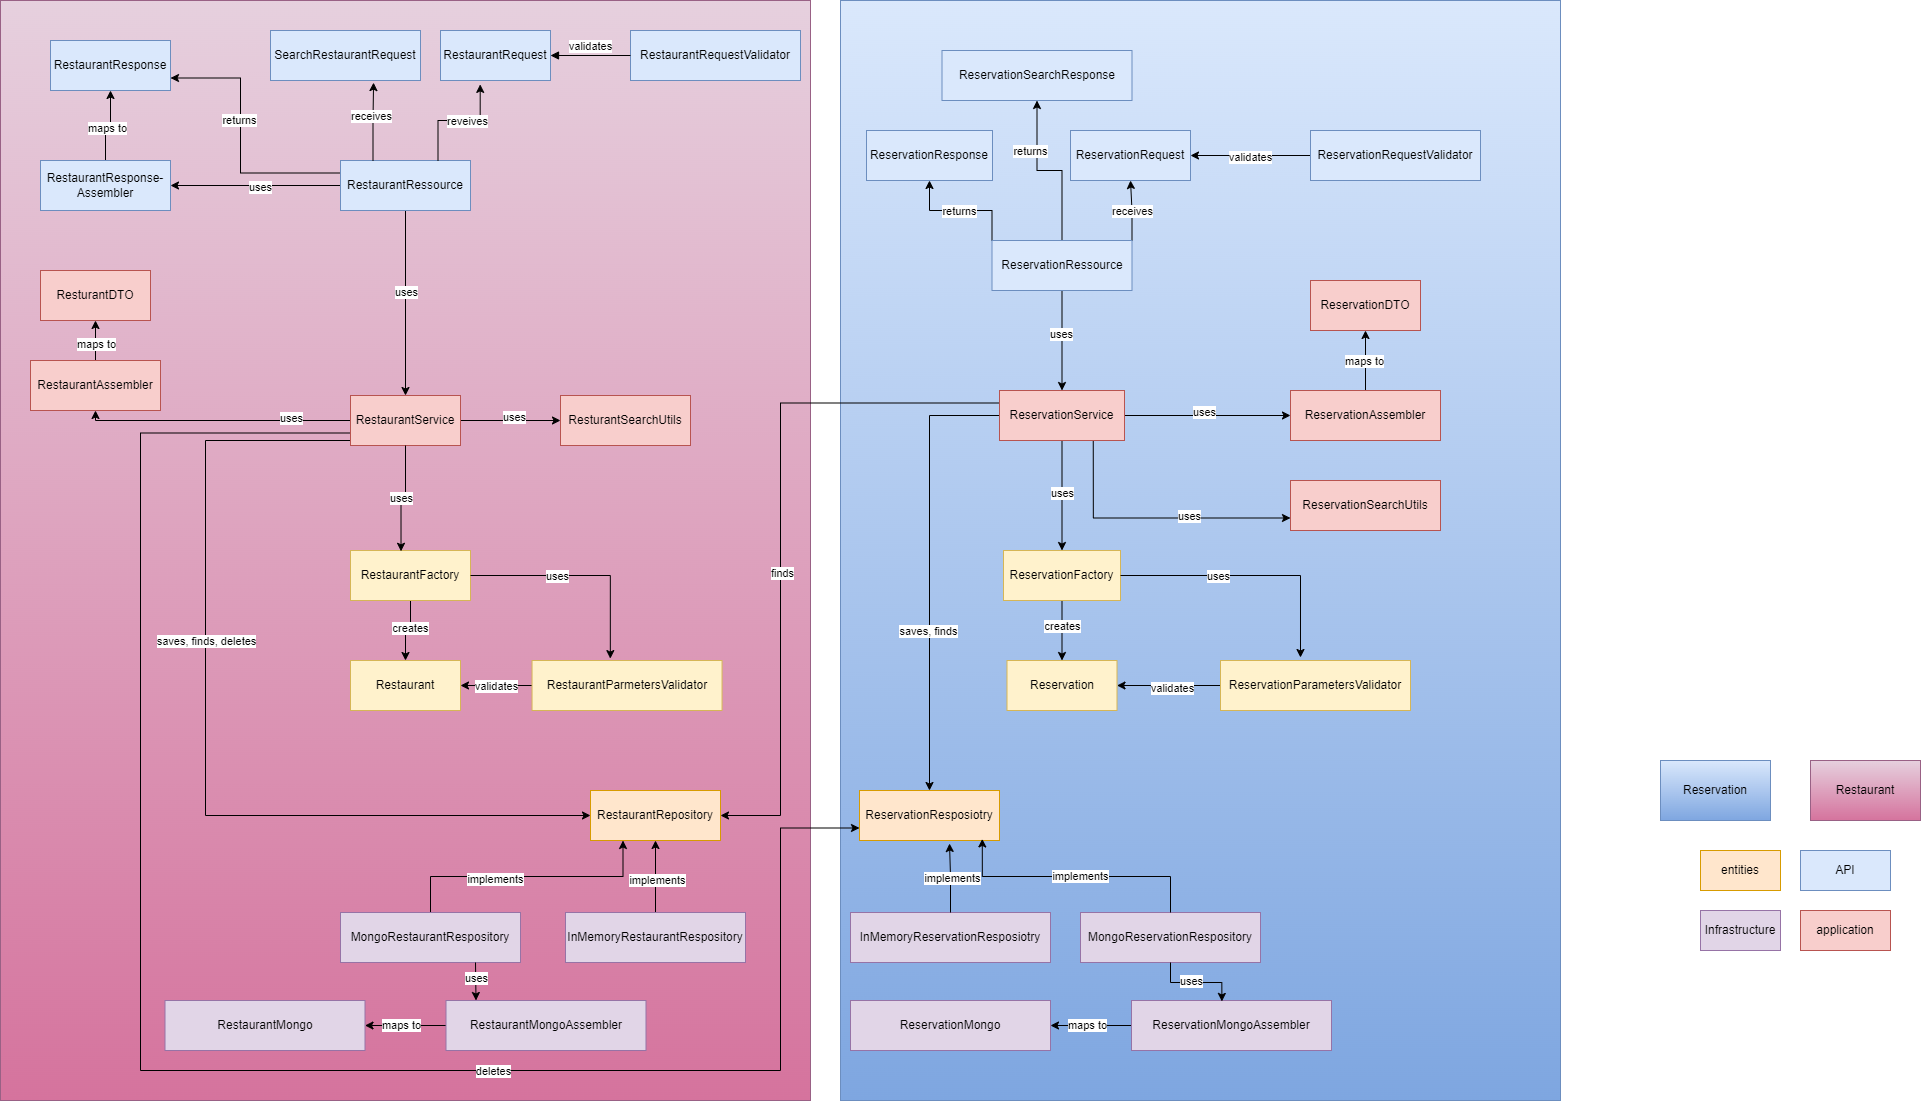 RestaurantResponse
SearchRestaurantRequest
RestaurantRequest
validates
RestaurantRequestValidator
maps to
returns
receives
reveives
RestaurantResponse-
Assembler
uses
RestaurantRessource
uses
ResturantDTO
maps to
RestaurantAssembler
uses
RestaurantService
uses
ResturantSearchUtils
uses
RestaurantFactory
uses
creates
saves, finds, deletes
Restaurant
validates
RestaurantParmetersValidator
finds
RestaurantRepository
implements
implements
MongoRestaurantRespository
InMemoryRestaurantRespository
uses
RestaurantMongo
maps to
RestaurantMongoAssembler
deletes
ReservationSearchResponse
returns
ReservationResponse
ReservationRequest
validates
ReservationRequestValidator
returns
receives
ReservationRessource
uses
ReservationDTO
maps to
ReservationService
uses
ReservationAssembler
uses
uses
ReservationSearchUtils
ReservationFactory
uses
creates
saves, finds
Reservation
validates
ReservationParametersValidator
ReservationResposiotry
implements
implements
InMemoryReservationResposiotry
MongoReservationRespository
uses
ReservationMongo
maps to
ReservationMongoAssembler
Reservation
Restaurant
entities
API
Infrastructure
application